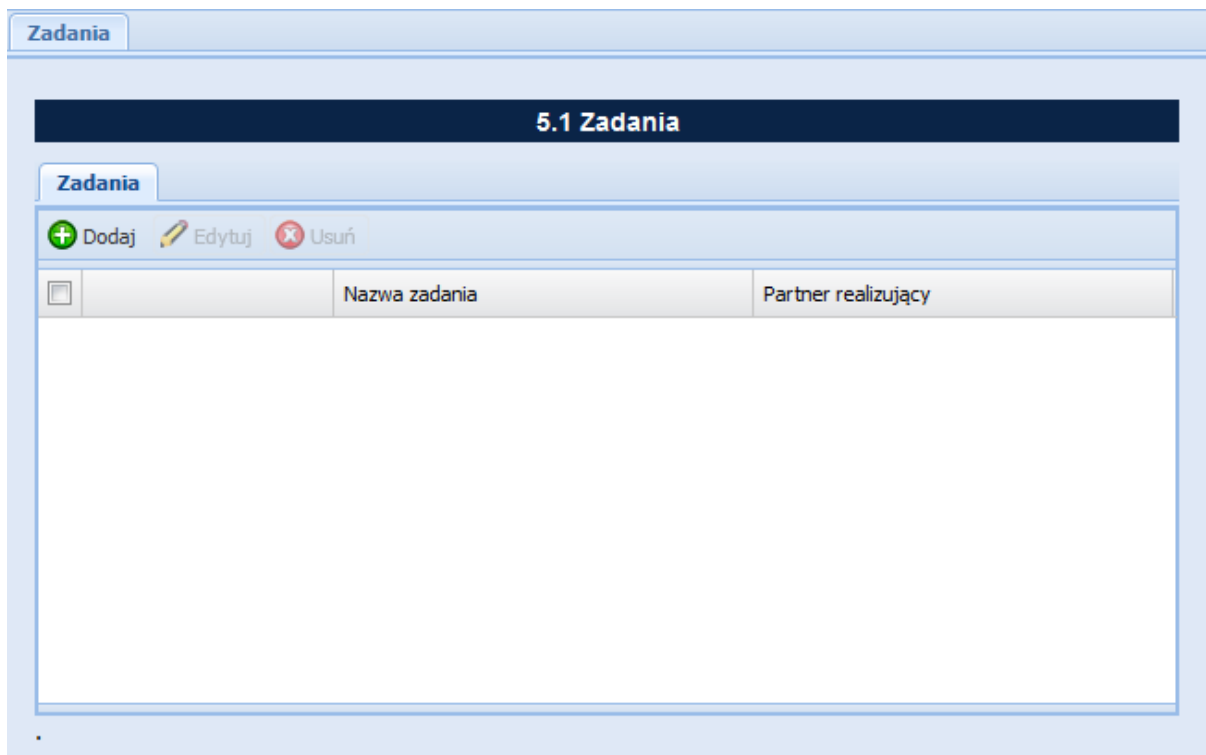 Zadania
5.1 Zadania
Zadania
Dodaj Edytuj Usuń
Nazwa zadania Partner realizujący
.